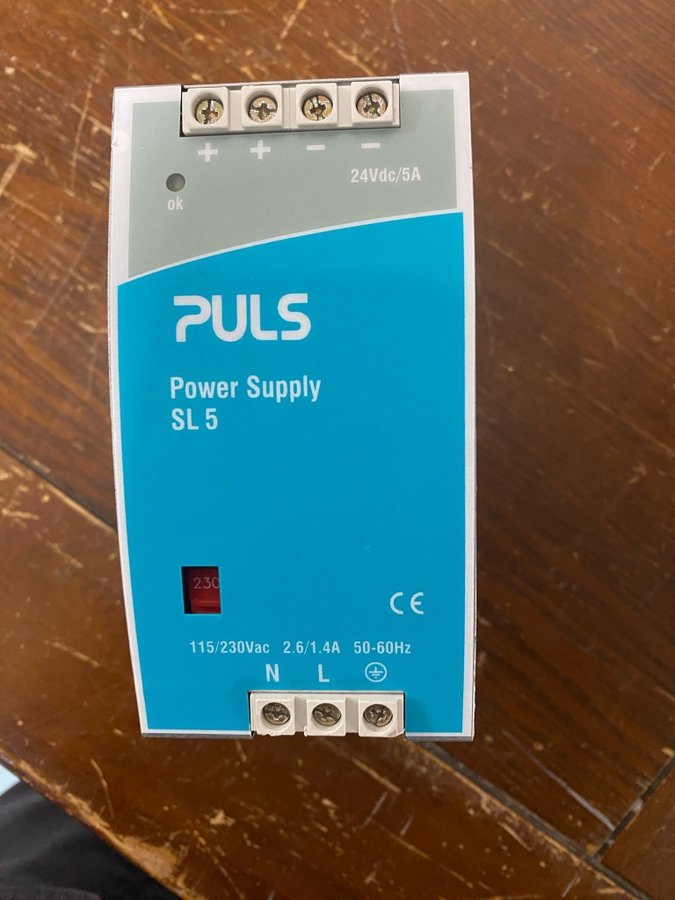 + + − −
24Vdc/5A
ok
PULS
Power Supply
SL 5
230
CE
115/230Vac 2.6/1.4A 50-60Hz
N L